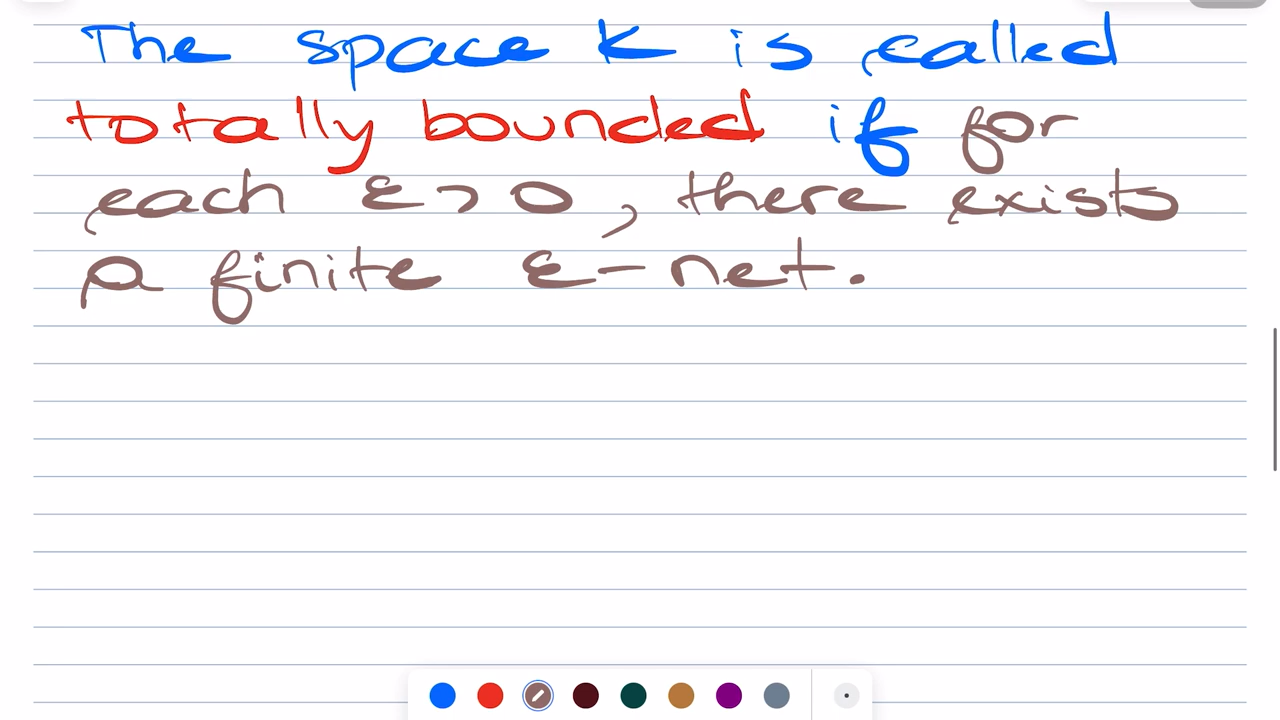 The space K is called
totally bounded if for
each ε > 0, there exists
a finite ε-net.